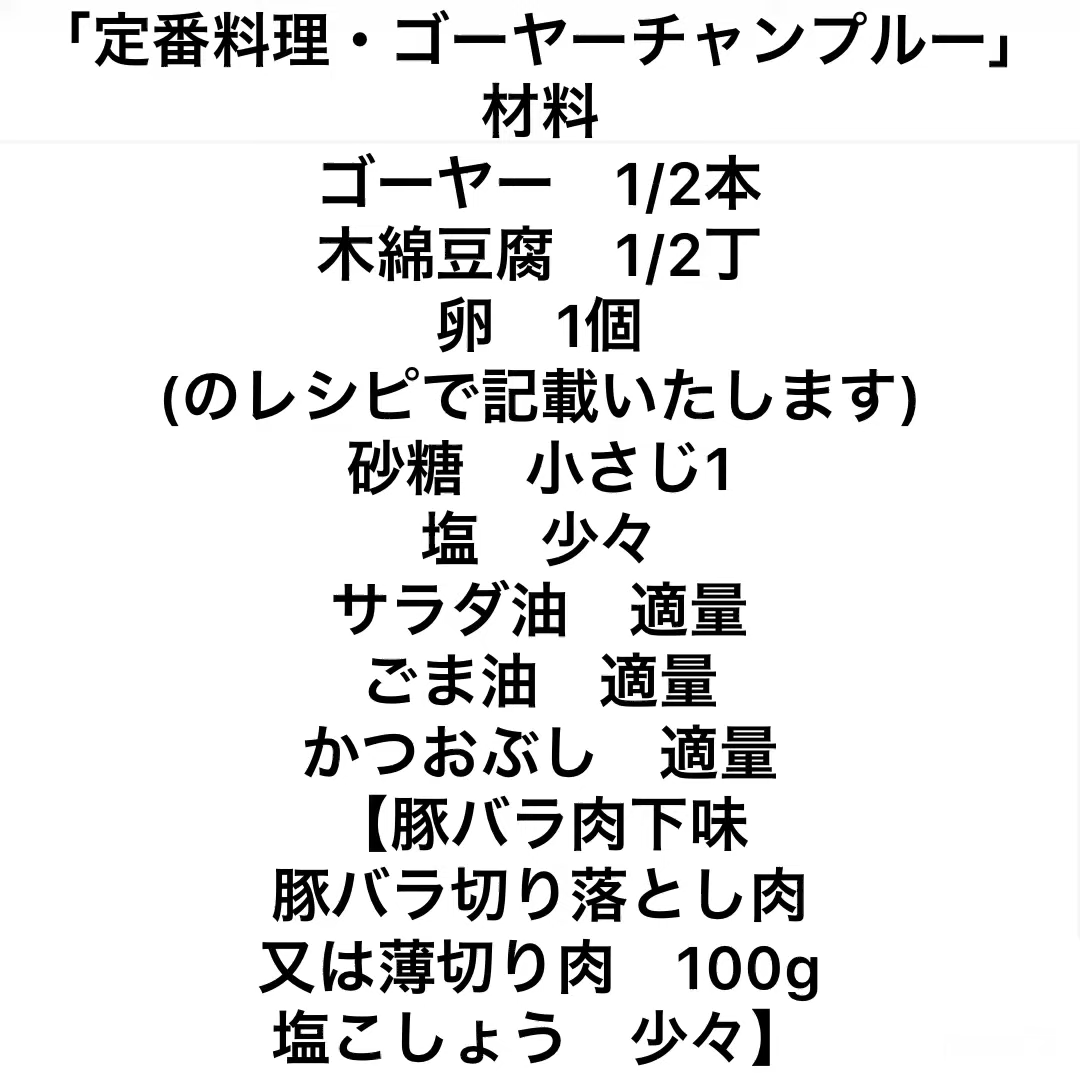 「定番料理・ゴーヤーチャンプルー」
材料
ゴーヤー　1/2本
木綿豆腐　1/2丁
卵　1個
(のレシピで記載いたします)
砂糖　小さじ1
塩　少々
サラダ油　適量
ごま油　適量
かつおぶし　適量
【豚バラ肉下味
豚バラ切り落とし肉
又は薄切り肉　100g
塩こしょう　少々】